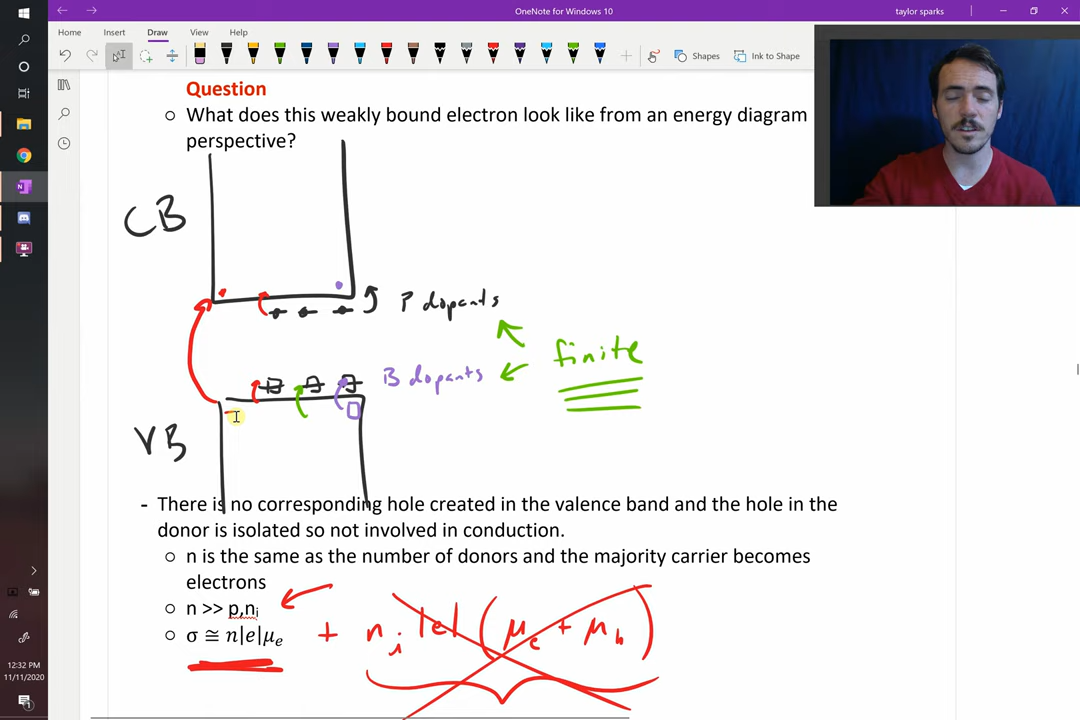 OneNote for Windows 10
taylor sparks
Home Insert Draw View Help
Shapes
Ink to Shape
Question
What does this weakly bound electron look like from an energy diagram
perspective?
CB
P dopants
finite
B dopants
VB
- There is no corresponding hole created in the valence band and the hole in the
donor is isolated so not involved in conduction.
n is the same as the number of donors and the majority carrier becomes
electrons
n >> p,nᵢ
σ ≅ n|e|μₑ + nᵢ |e| (μₑ + μₕ)
12:32 PM
11/11/2020
1